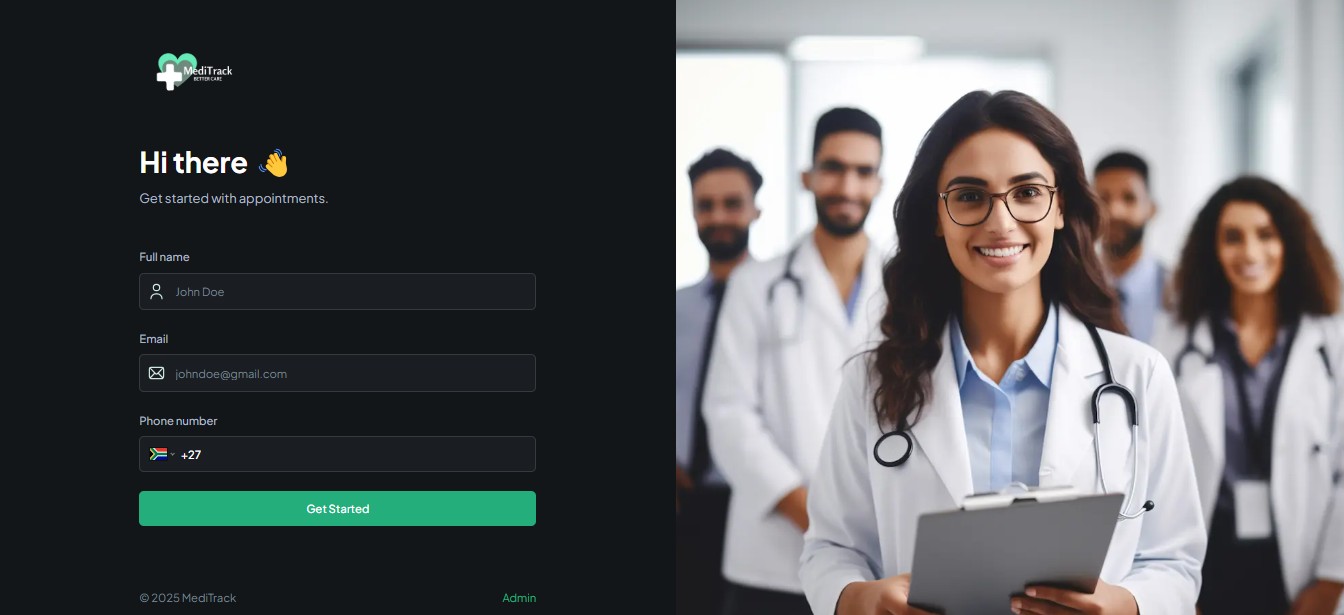 MediTrack
BETTER CARE
Hi there 👋
Get started with appointments.
Full name
John Doe
Email
johndoe@gmail.com
Phone number
+27
Get Started
© 2025 MediTrack
Admin